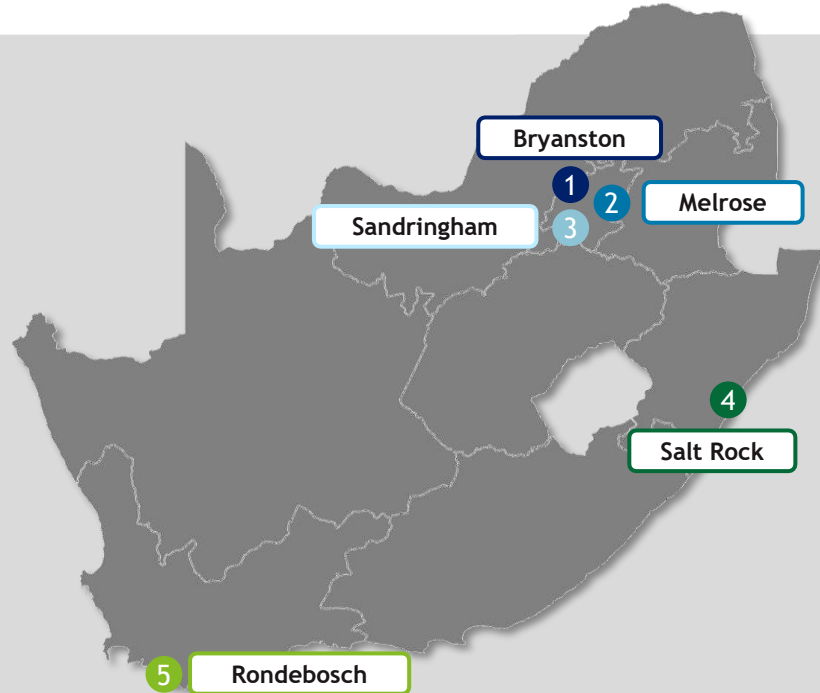 Bryanston
1
2
Melrose
Sandringham
3
4
Salt Rock
5
Rondebosch